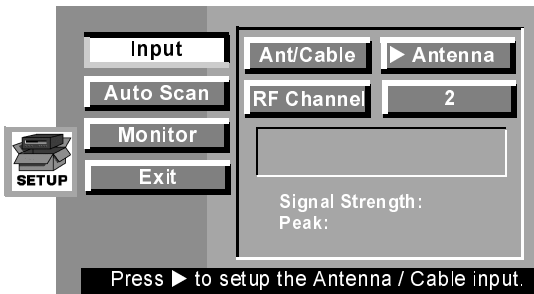 Input
Auto Scan
Monitor
Exit
SETUP
Ant/Cable ▶ Antenna
RF Channel 2
Signal Strength:
Peak:
Press ▶ to setup the Antenna / Cable input.